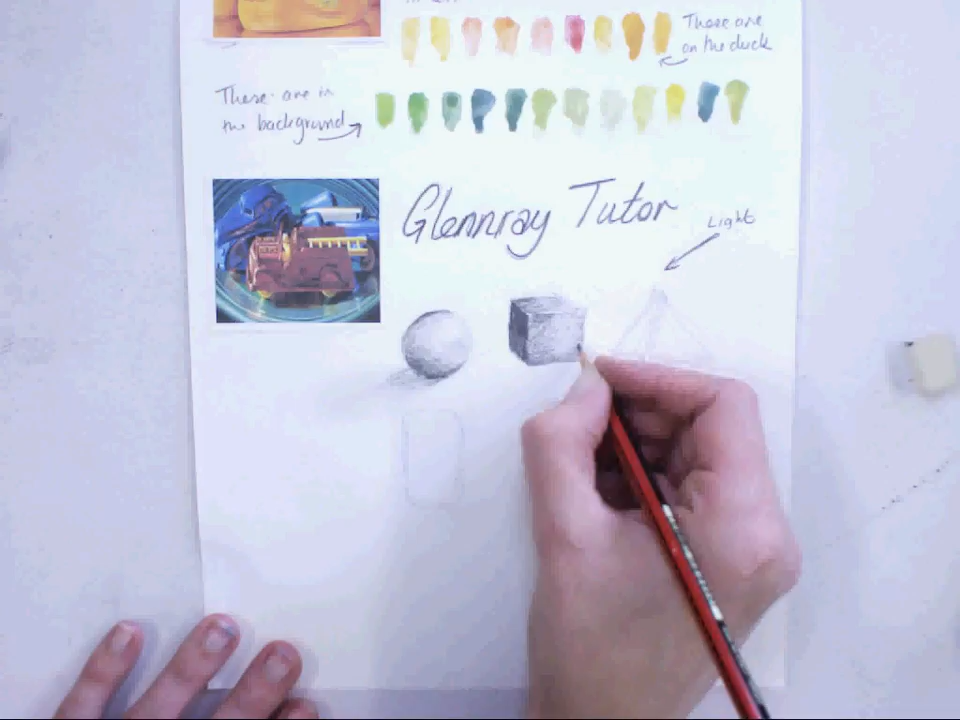 These are
on the duck
These are in
the background
Glennray Tutor
Light